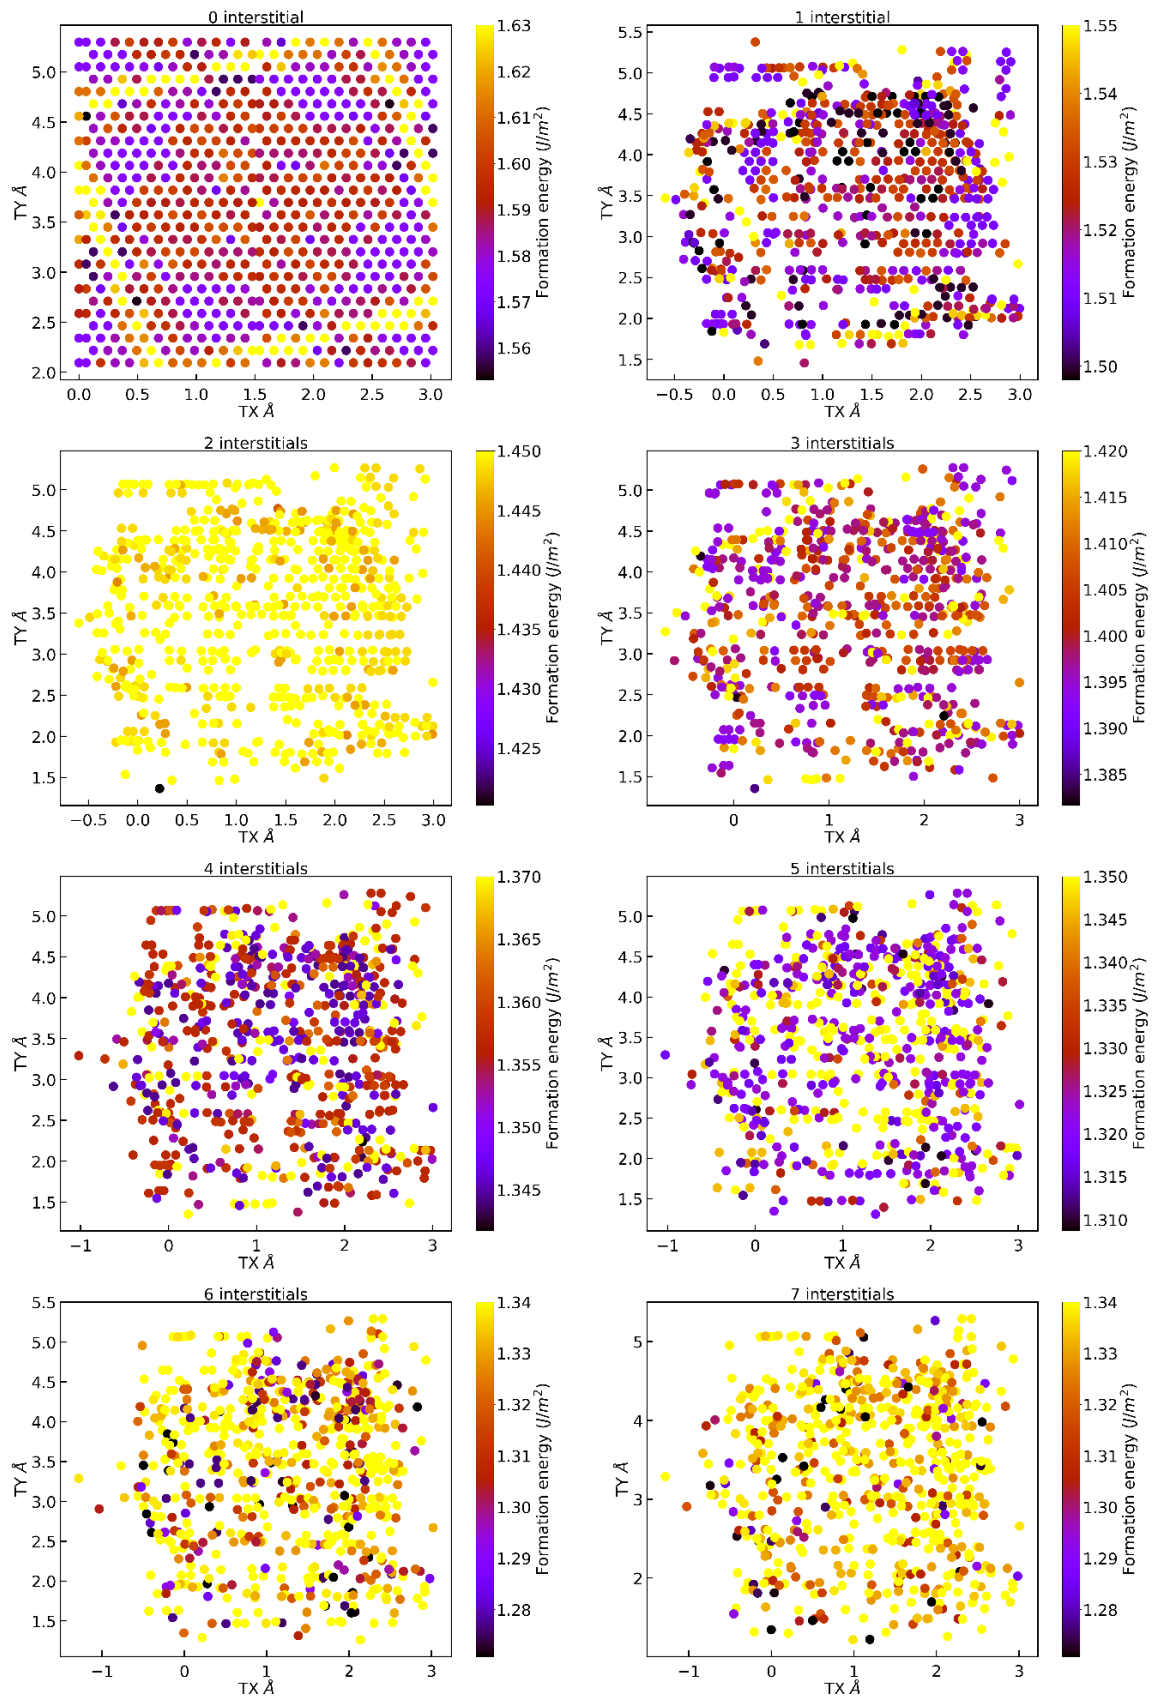 0 interstitial
5.0
4.5
4.0
3.5
3.0
2.5
2.0
TY Å
0.0 0.5 1.0 1.5 2.0 2.5 3.0
TX Å
1.63
1.62
1.61
1.60
1.59
1.58
1.57
1.56
Formation energy (J/m²)
1 interstitial
5.5
5.0
4.5
4.0
3.5
3.0
2.5
2.0
1.5
TY Å
−0.5 0.0 0.5 1.0 1.5 2.0 2.5 3.0
TX Å
1.55
1.54
1.53
1.52
1.51
1.50
Formation energy (J/m²)
2 interstitials
5.0
4.5
4.0
3.5
3.0
2.5
2.0
1.5
TY Å
−0.5 0.0 0.5 1.0 1.5 2.0 2.5 3.0
TX Å
1.450
1.445
1.440
1.435
1.430
1.425
Formation energy (J/m²)
3 interstitials
5.0
4.5
4.0
3.5
3.0
2.5
2.0
1.5
TY Å
0 1 2 3
TX Å
1.420
1.415
1.410
1.405
1.400
1.395
1.390
1.385
Formation energy (J/m²)
4 interstitials
5.0
4.5
4.0
3.5
3.0
2.5
2.0
1.5
TY Å
−1 0 1 2 3
TX Å
1.370
1.365
1.360
1.355
1.350
1.345
Formation energy (J/m²)
5 interstitials
5.0
4.5
4.0
3.5
3.0
2.5
2.0
1.5
TY Å
−1 0 1 2 3
TX Å
1.350
1.345
1.340
1.335
1.330
1.325
1.320
1.315
1.310
Formation energy (J/m²)
6 interstitials
5.5
5.0
4.5
4.0
3.5
3.0
2.5
2.0
1.5
TY Å
−1 0 1 2 3
TX Å
1.34
1.33
1.32
1.31
1.30
1.29
1.28
Formation energy (J/m²)
7 interstitials
5
4
3
2
TY Å
−1 0 1 2 3
TX Å
1.34
1.33
1.32
1.31
1.30
1.29
1.28
Formation energy (J/m²)